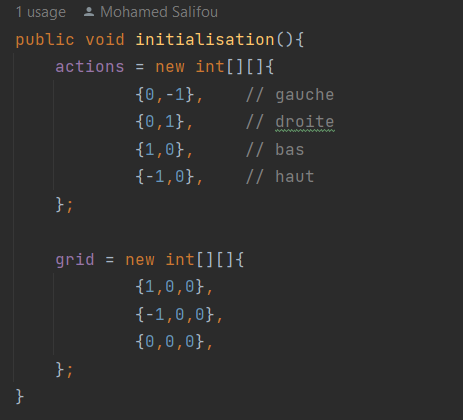 1 usage Mohamed Salifou
public void initialisation(){
actions = new int[][]{
{0,-1}, // gauche
{0,1}, // droite
{1,0}, // bas
{-1,0}, // haut
};
grid = new int[][]{
{1,0,0},
{-1,0,0},
{0,0,0},
};
}